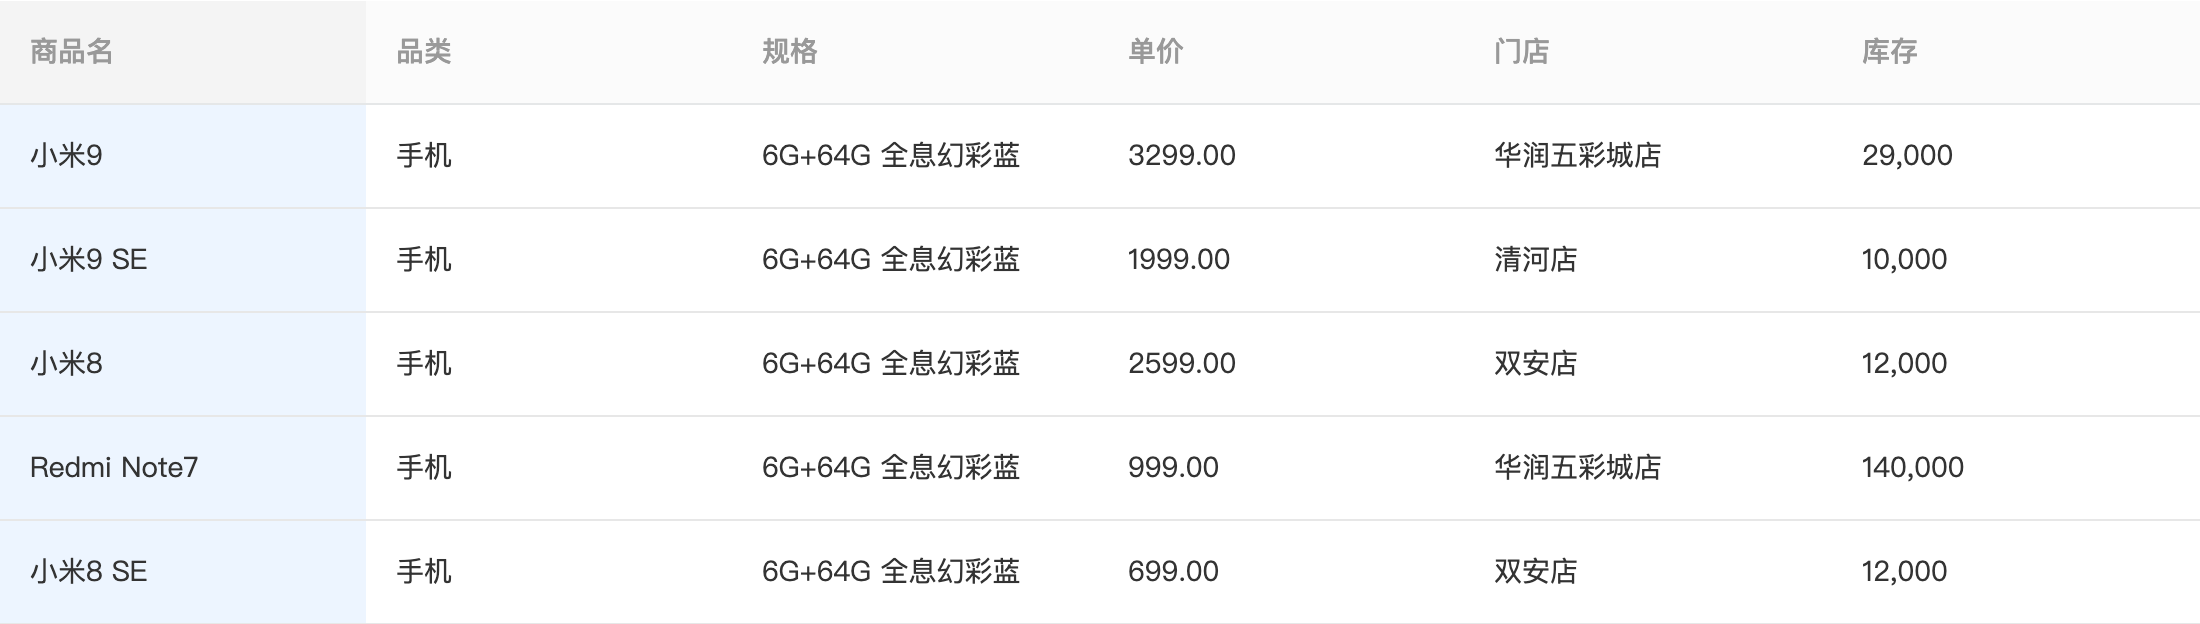 商品名 品类 规格 单价 门店 库存
小米9 手机 6G+64G 全息幻彩蓝 3299.00 华润五彩城店 29,000
小米9 SE 手机 6G+64G 全息幻彩蓝 1999.00 清河店 10,000
小米8 手机 6G+64G 全息幻彩蓝 2599.00 双安店 12,000
Redmi Note7 手机 6G+64G 全息幻彩蓝 999.00 华润五彩城店 140,000
小米8 SE 手机 6G+64G 全息幻彩蓝 699.00 双安店 12,000